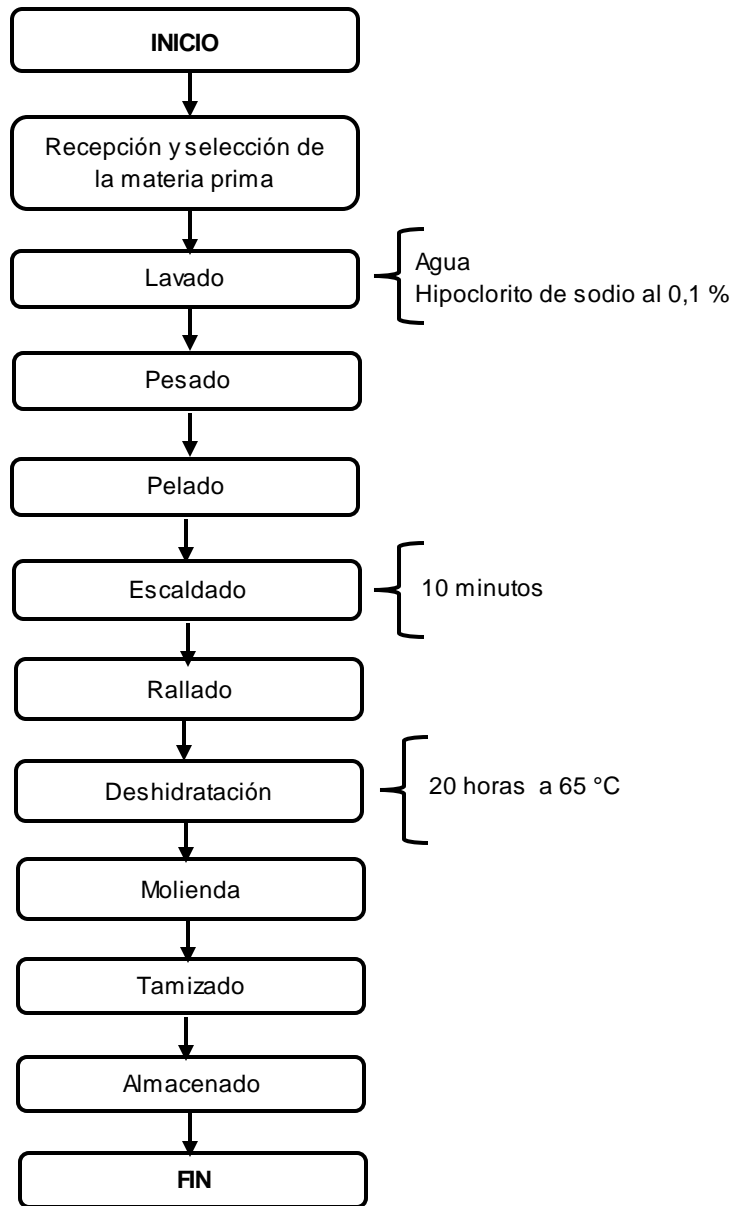 INICIO
Recepción y selección de
la materia prima
Lavado
Agua
Hipoclorito de sodio al 0,1 %
Pesado
Pelado
Escaldado
10 minutos
Rallado
Deshidratación
20 horas a 65 °C
Molienda
Tamizado
Almacenado
FIN